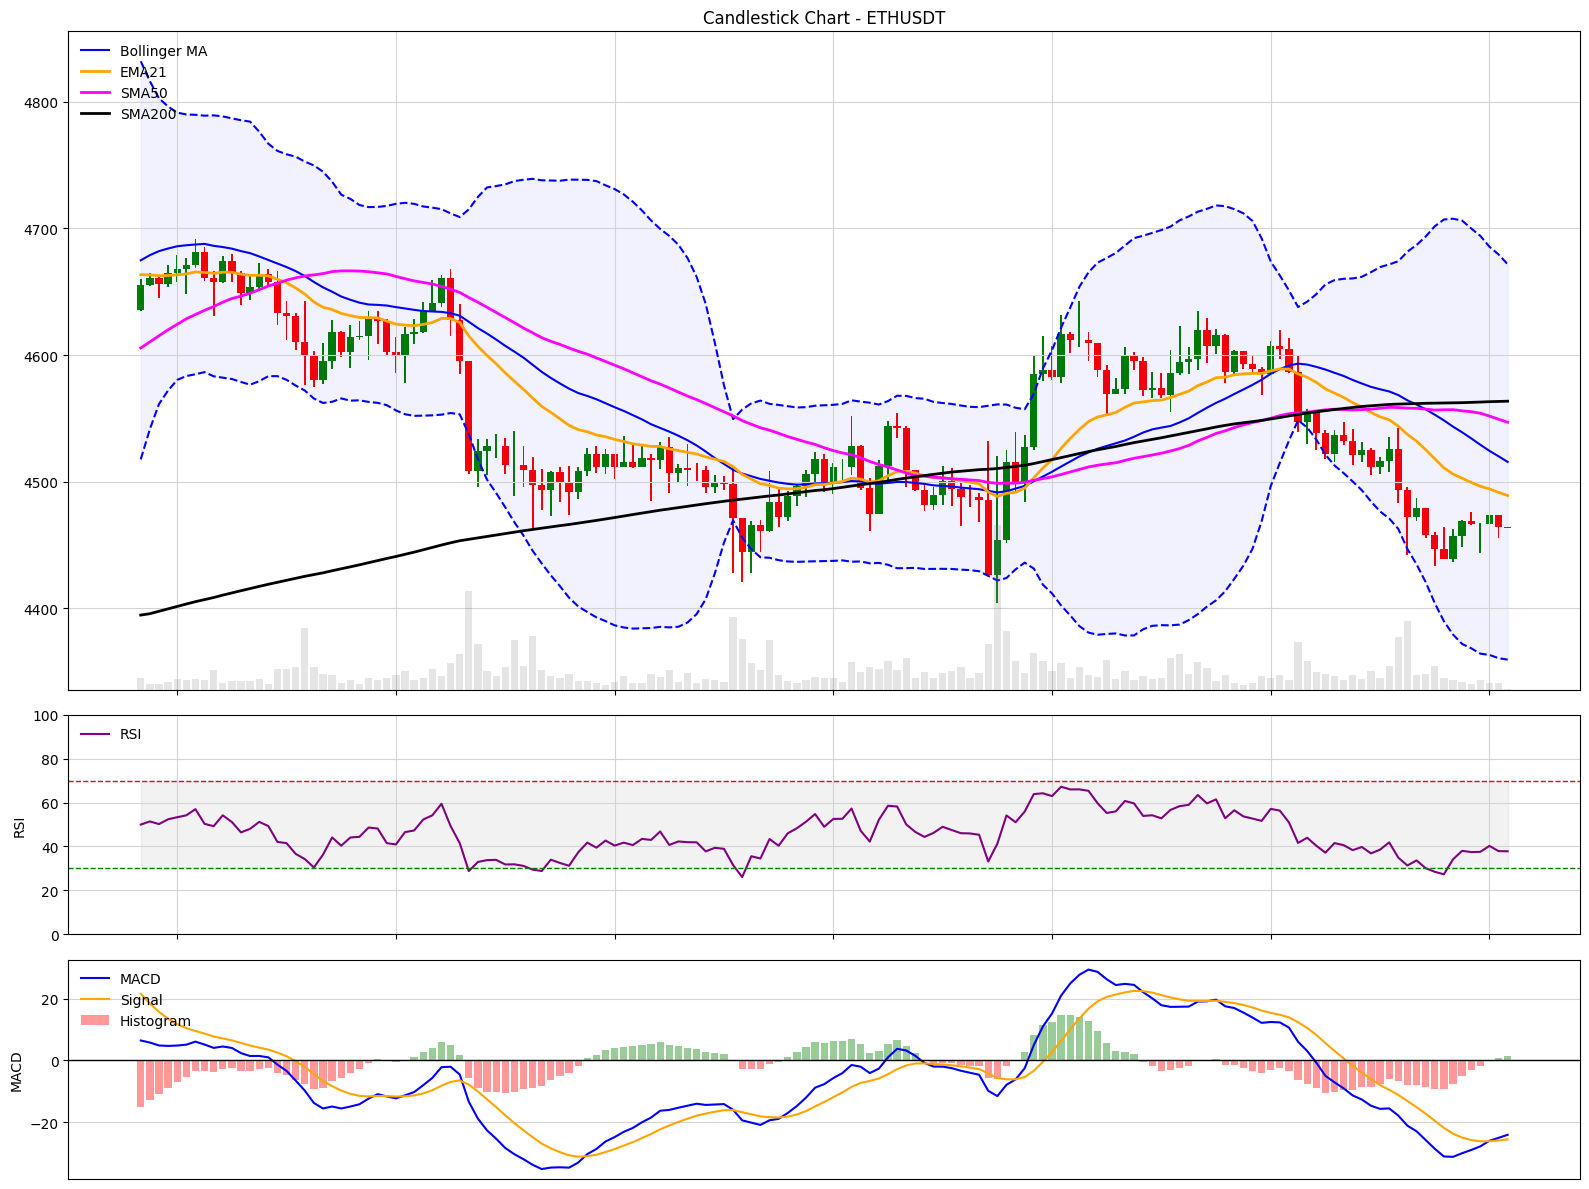 Candlestick Chart - ETHUSDT
Bollinger MA
EMA21
SMA50
SMA200
4800
4700
4600
4500
4400
RSI
100
80
60
40
20
0
RSI
MACD
Signal
Histogram
20
0
−20
MACD